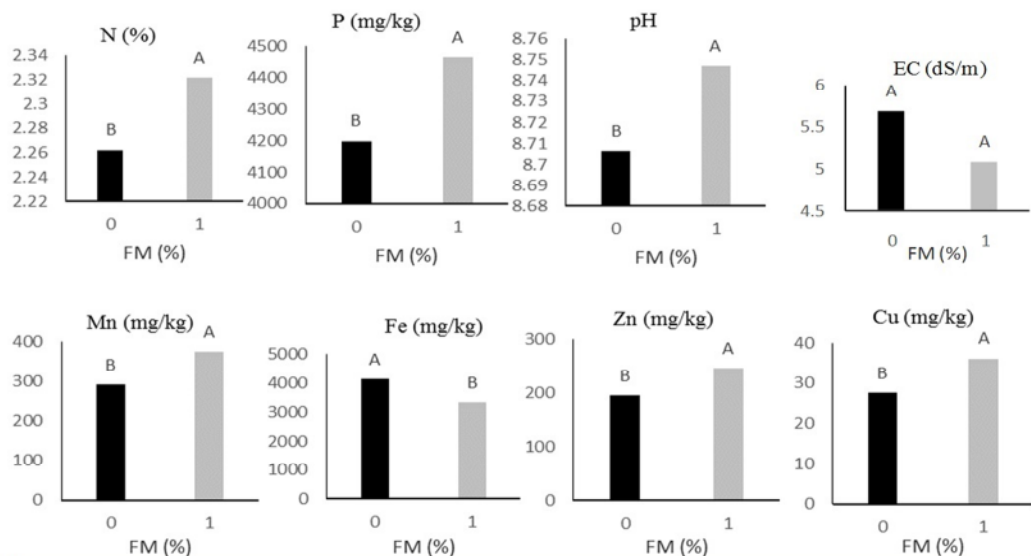 N (%)
2.34
2.32
2.3
2.28
2.26
2.24
2.22
B
A
0
1
FM (%)
P (mg/kg)
4500
4400
4300
4200
4100
4000
B
A
0
1
FM (%)
pH
8.76
8.75
8.74
8.73
8.72
8.71
8.7
8.69
8.68
B
A
0
1
FM (%)
EC (dS/m)
6
5.5
5
4.5
A
A
0
1
FM (%)
Mn (mg/kg)
400
300
200
100
0
B
A
0
1
FM (%)
Fe (mg/kg)
5000
4000
3000
2000
1000
0
A
B
0
1
FM (%)
Zn (mg/kg)
300
200
100
0
B
A
0
1
FM (%)
Cu (mg/kg)
40
30
20
10
0
B
A
0
1
FM (%)